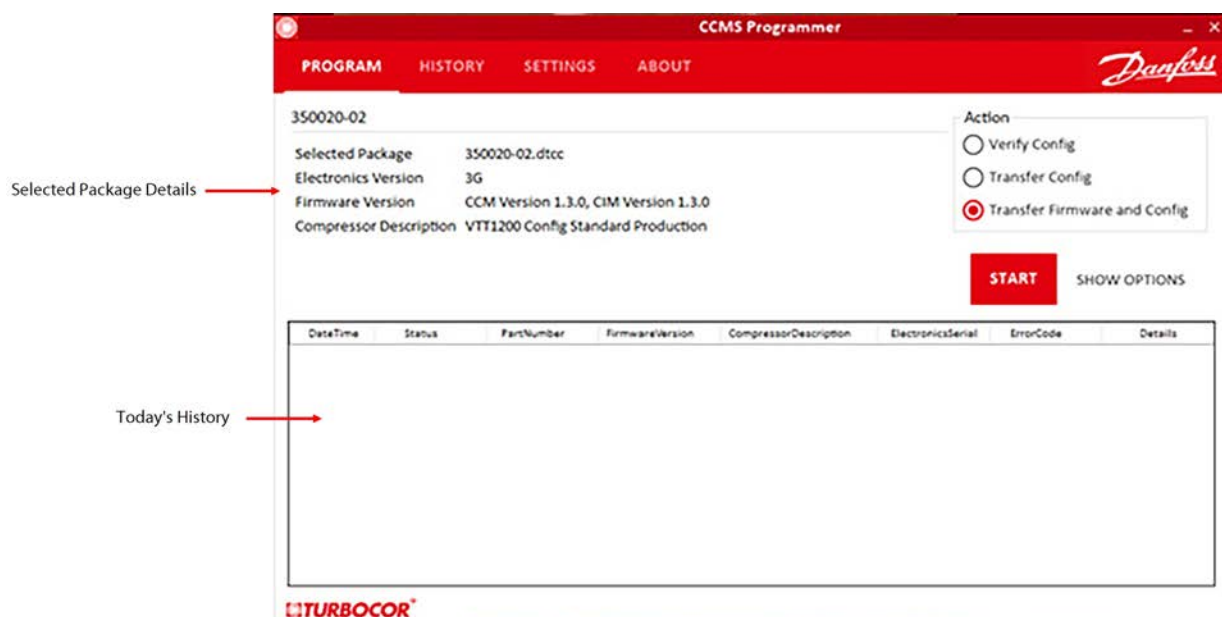 CCMS Programmer
PROGRAM HISTORY SETTINGS ABOUT
Danfoss
350020-02
Action
Selected Package 350020-02.dtcc
Verify Config
Electronics Version 3G
Transfer Config
Selected Package Details
Firmware Version CCM Version 1.3.0, CIM Version 1.3.0
Transfer Firmware and Config
Compressor Description VTT1200 Config Standard Production
START SHOW OPTIONS
DateTime Status PartNumber FirmwareVersion CompressorDescription ElectronicsSerial ErrorCode Details
Today's History
TURBOCOR